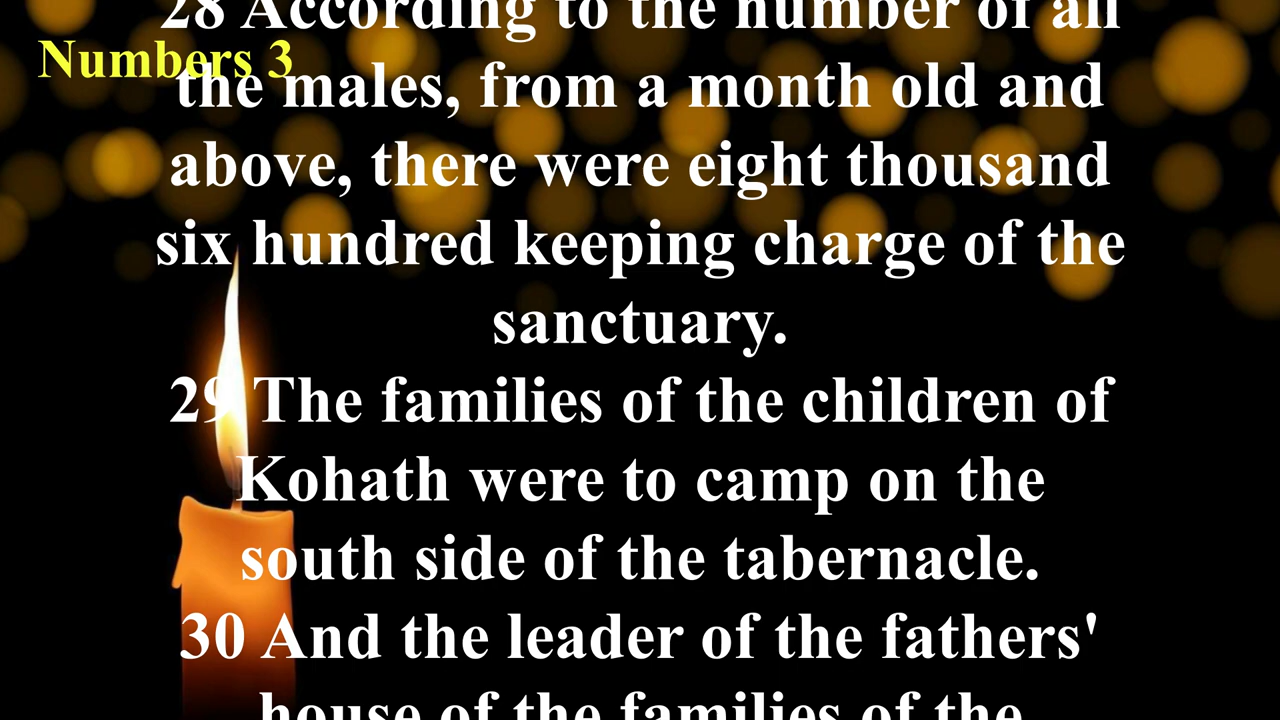 28 According to the number of all
Numbers 3
the males, from a month old and
above, there were eight thousand
six hundred keeping charge of the
sanctuary.
29 The families of the children of
Kohath were to camp on the
south side of the tabernacle.
30 And the leader of the fathers'
house of the families of the